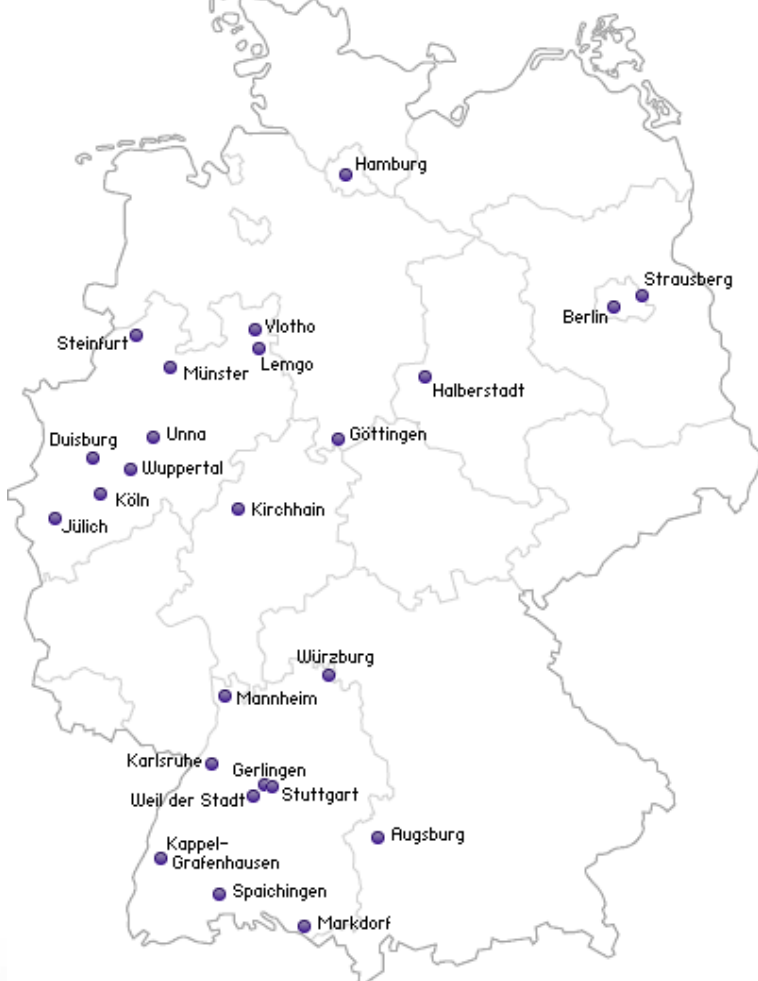 Hamburg
Strausberg
Berlin
Vlotho
Steinfurt
Lemgo
Münster
Halberstadt
Unna
Göttingen
Duisburg
Wuppertal
Köln
Kirchhain
Jülich
Würzburg
Mannheim
Karlsruhe
Gerlingen
Stuttgart
Weil der Stadt
Augsburg
Kappel-
Grafenhausen
Spaichingen
Markdorf